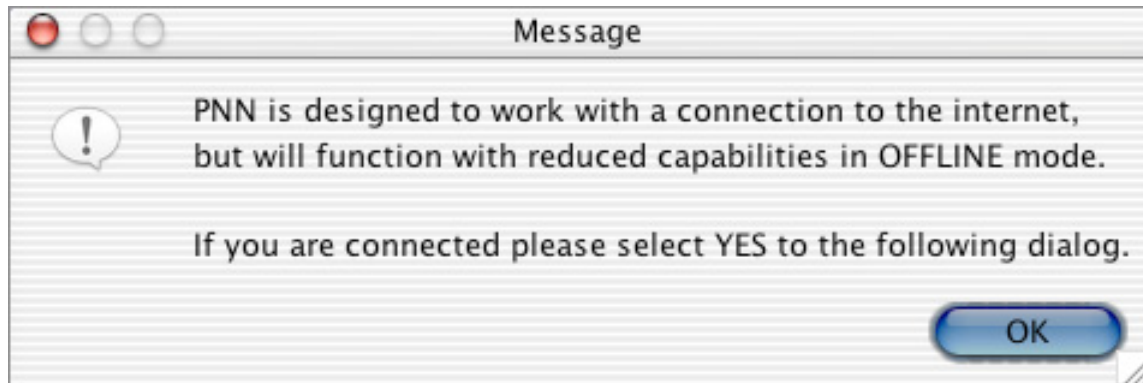 Message
PNN is designed to work with a connection to the internet,
but will function with reduced capabilities in OFFLINE mode.
If you are connected please select YES to the following dialog.
OK